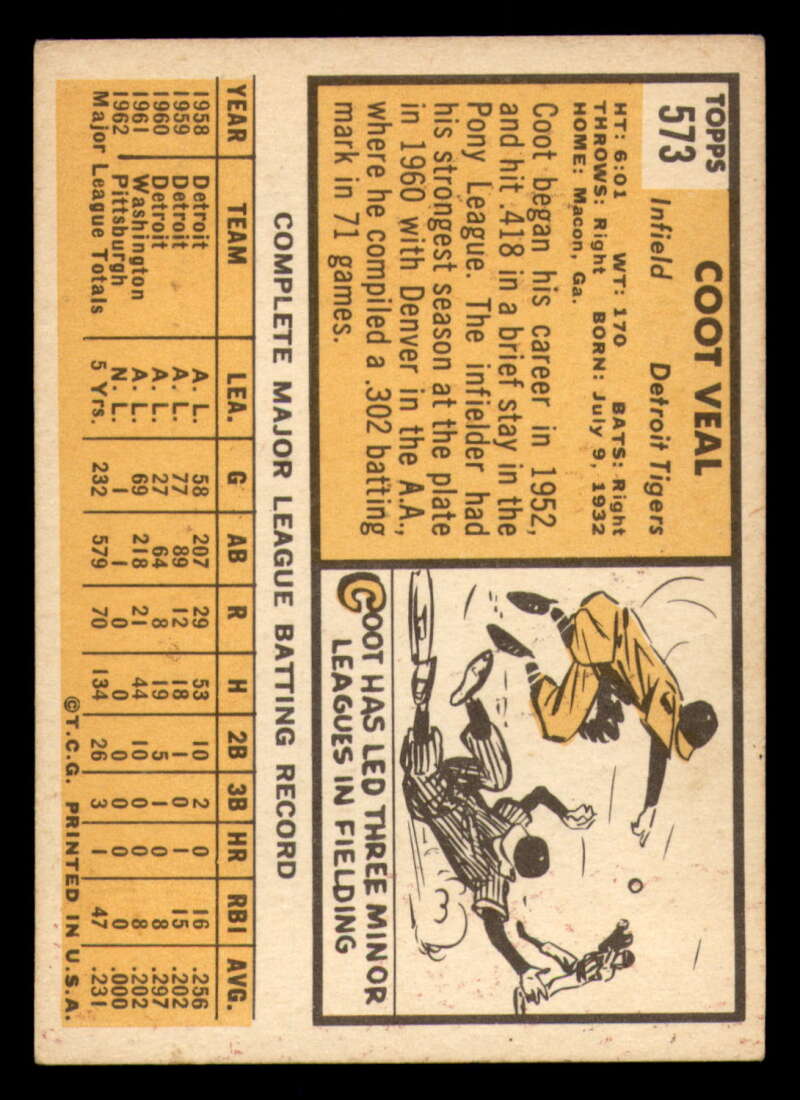 TOPPS
573
COOT VEAL
Infield Detroit Tigers
HT: 6:01 WT: 170 BATS: Right
THROWS: Right BORN: July 9, 1932
HOME: Macon, Ga.
Coot began his career in 1952,
and hit .418 in a brief stay in the
Pony League. The infielder had
his strongest season at the plate
in 1960 with Denver in the A.A.,
where he compiled a .302 batting
mark in 71 games.
COOT HAS LED THREE MINOR
LEAGUES IN FIELDING
COMPLETE MAJOR LEAGUE BATTING RECORD
YEAR TEAM LEA. G AB R H 2B 3B HR RBI AVG.
1958 Detroit A. L. 58 207 29 53 10 2 0 16 .256
1959 Detroit A. L. 77 89 12 18 1 0 1 15 .202
1960 Detroit A. L. 27 64 8 19 5 1 0 8 .297
1961 Washington A. L. 69 218 21 44 10 0 0 8 .202
1962 Pittsburgh N. L. 1 1 0 0 0 0 0 0 .000
Major League Totals 5 Yrs. 232 579 70 134 26 3 1 47 .231
©T.C.G. PRINTED IN U.S.A.